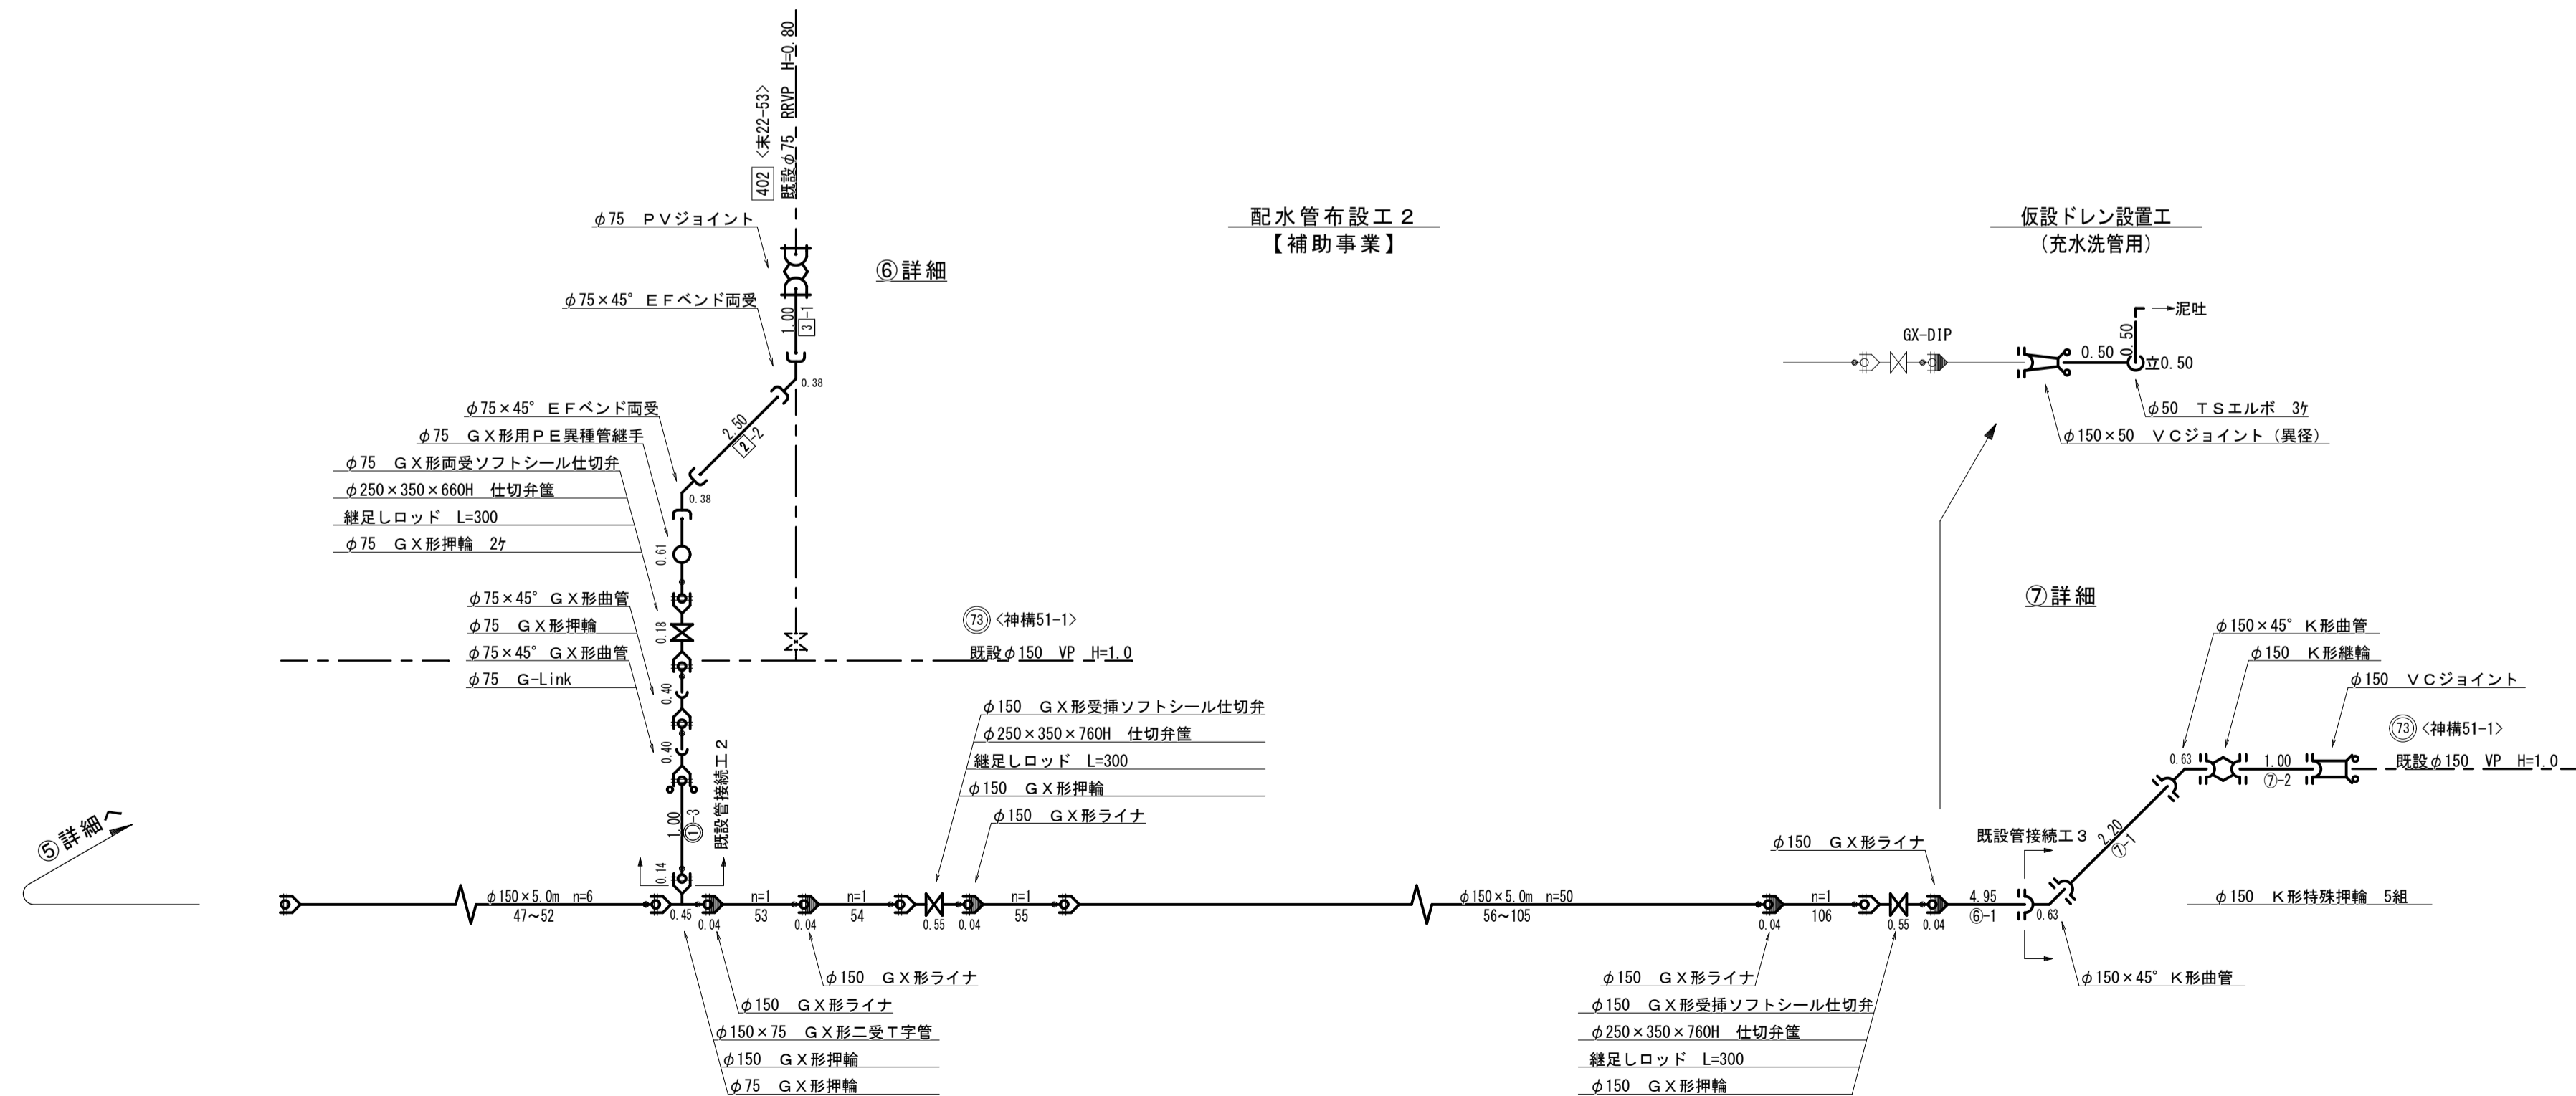 402
<末22-53>
既設φ75 RRVP H=0.80
φ75 PVジョイント
⑥詳細
配水管布設工2
【補助事業】
仮設ドレン設置工
(充水洗管用)
φ75×45° EFベンド両受
1.00
3-1
0.38
→泥吐
GX-DIP
0.50
0.50
立0.50
φ50 TSエルボ 3ケ
φ150×50 VCジョイント(異径)
φ75×45° EFベンド両受
φ75 GX形用PE異種管継手
φ75 GX形両受ソフトシール仕切弁
φ250×350×660H 仕切弁筐
継足しロッド L=300
φ75 GX形押輪 2ケ
2.50
2-2
0.38
0.61
φ75×45° GX形曲管
φ75 GX形押輪
φ75×45° GX形曲管
φ75 G-Link
0.18
0.40
0.40
73 <神構51-1>
既設φ150 VP H=1.0
⑦詳細
φ150×45° K形曲管
φ150 K形継輪
φ150 VCジョイント
73 <神構51-1>
既設φ150 VP H=1.0
φ150 GX形受挿ソフトシール仕切弁
φ250×350×760H 仕切弁筐
継足しロッド L=300
φ150 GX形押輪
φ150 GX形ライナ
既設管接続工2
1.00
①-3
0.14
⑤詳細へ
φ150×5.0m n=6
47~52
0.45
0.04
n=1
53
0.04
n=1
54
0.55
0.04
n=1
55
φ150×5.0m n=50
56~105
0.04
n=1
106
0.55
0.04
4.95
⑥-1
0.63
φ150 GX形ライナ
既設管接続工3
2.20
⑦-1
0.63
1.00
⑦-2
φ150 K形特殊押輪 5組
φ150 GX形ライナ
φ150 GX形ライナ
φ150×75 GX形二受T字管
φ150 GX形押輪
φ75 GX形押輪
φ150 GX形ライナ
φ150 GX形受挿ソフトシール仕切弁
φ250×350×760H 仕切弁筐
継足しロッド L=300
φ150 GX形押輪
φ150×45° K形曲管